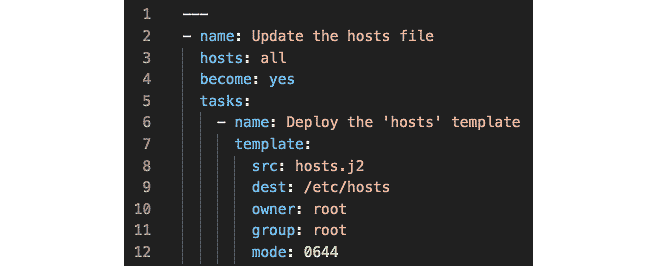 1 ---
2 - name: Update the hosts file
3   hosts: all
4   become: yes
5   tasks:
6     - name: Deploy the 'hosts' template
7       template:
8         src: hosts.j2
9         dest: /etc/hosts
10         owner: root
11         group: root
12         mode: 0644